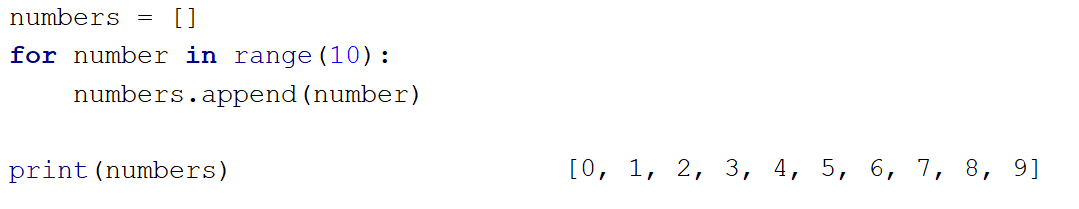 numbers = []
for number in range(10):
    numbers.append(number)
print(numbers) [0, 1, 2, 3, 4, 5, 6, 7, 8, 9]